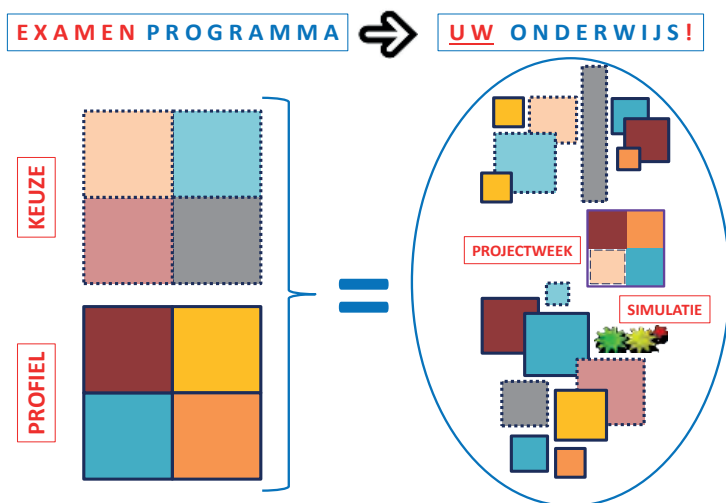 EXAMEN PROGRAMMA
UW ONDERWIJS!
KEUZE
PROFIEL
PROJECTWEEK
SIMULATIE